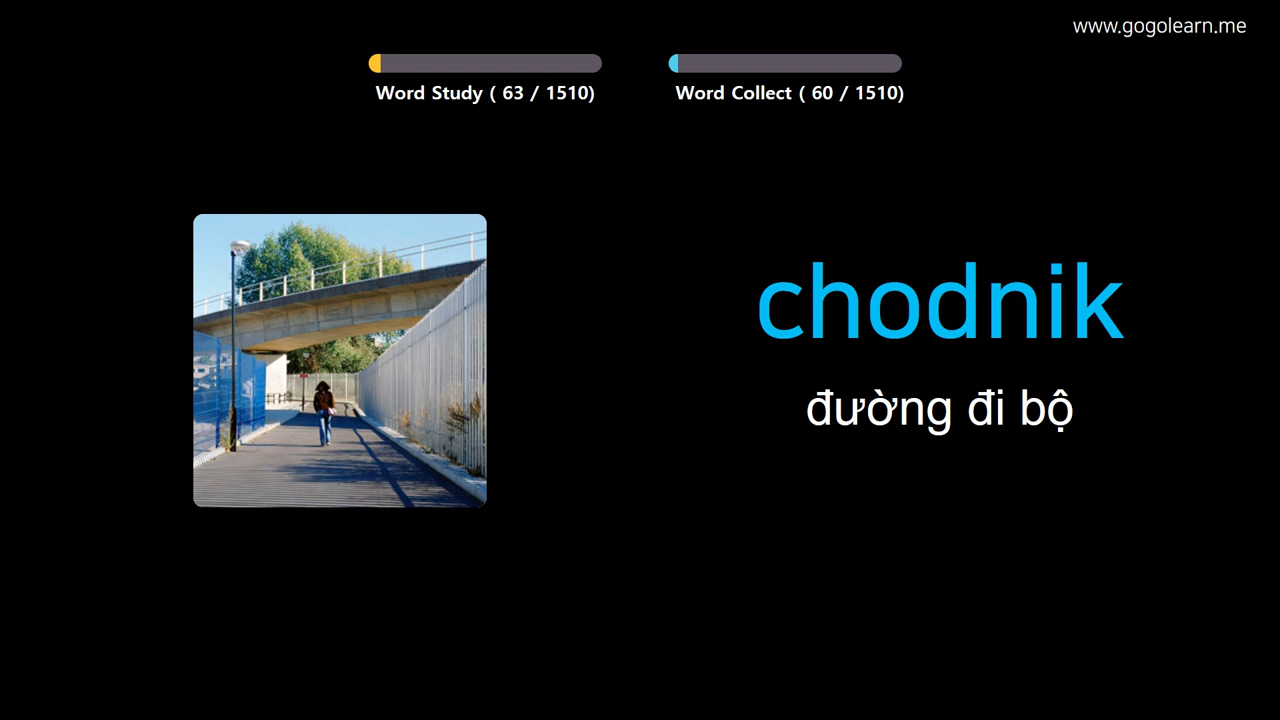 www.gogolearn.me
Word Study ( 63 / 1510)
Word Collect ( 60 / 1510)
chodnik
đường đi bộ